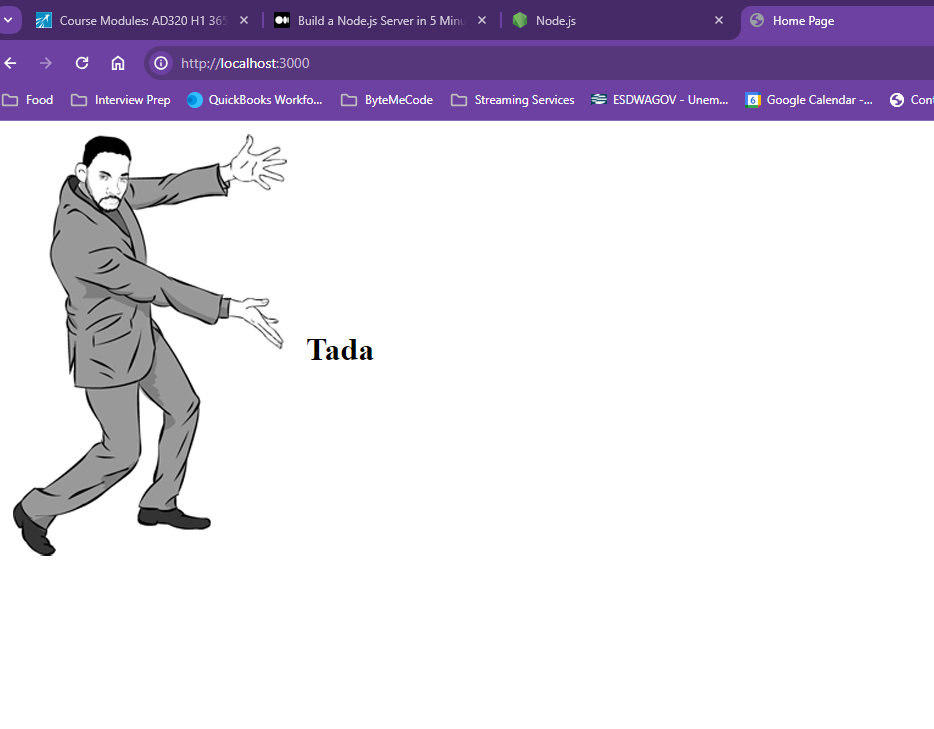 Course Modules: AD320 H1 365
Build a Node.js Server in 5 Minu
Node.js
Home Page
http://localhost:3000
Food
Interview Prep
QuickBooks Workfo...
ByteMeCode
Streaming Services
ESDWAGOV - Unem...
6
Google Calendar -...
Cont
Tada